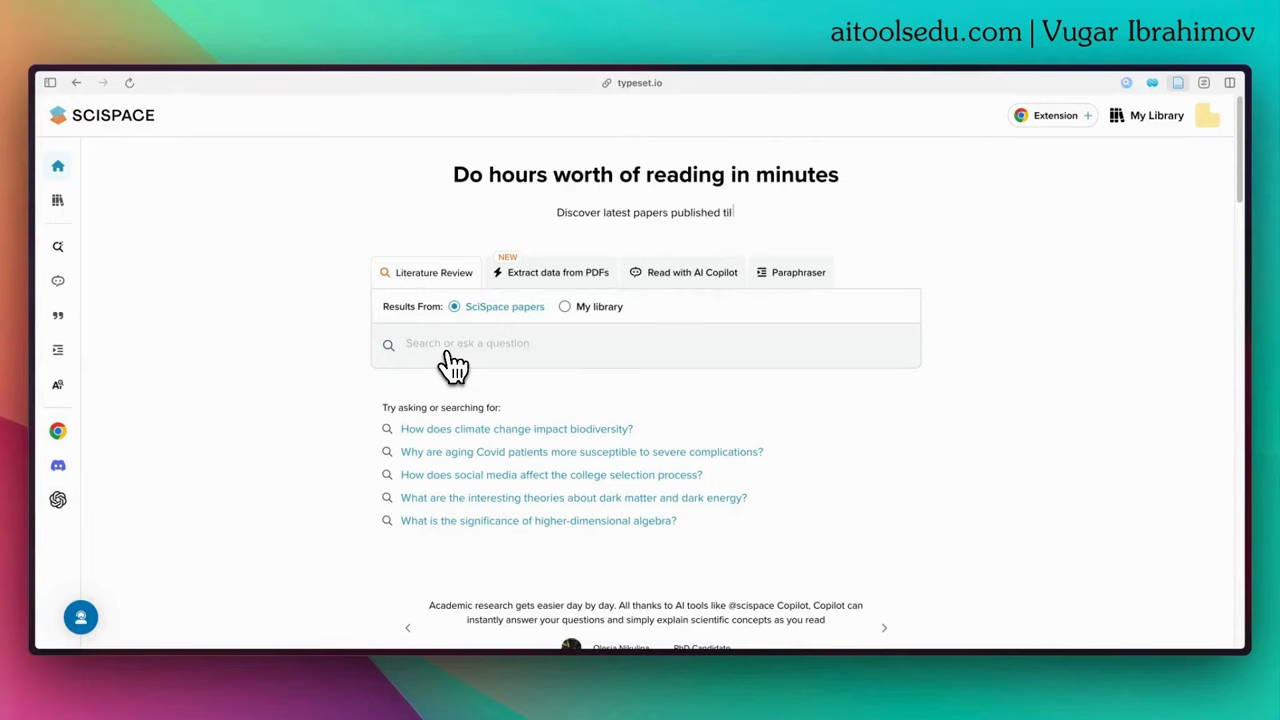 aitoolsedu.com | Vugar Ibrahimov
typeset.io
SCISPACE
Extension +
My Library
Do hours worth of reading in minutes
Discover latest papers published til
NEW
Literature Review
Extract data from PDFs
Read with AI Copilot
Paraphraser
Results From: SciSpace papers My library
Search or ask a question
Try asking or searching for:
How does climate change impact biodiversity?
Why are aging Covid patients more susceptible to severe complications?
How does social media affect the college selection process?
What are the interesting theories about dark matter and dark energy?
What is the significance of higher-dimensional algebra?
Academic research gets easier day by day. All thanks to AI tools like @scispace Copilot, Copilot can
instantly answer your questions and simply explain scientific concepts as you read
Olesia Nikulina PhD Candidate